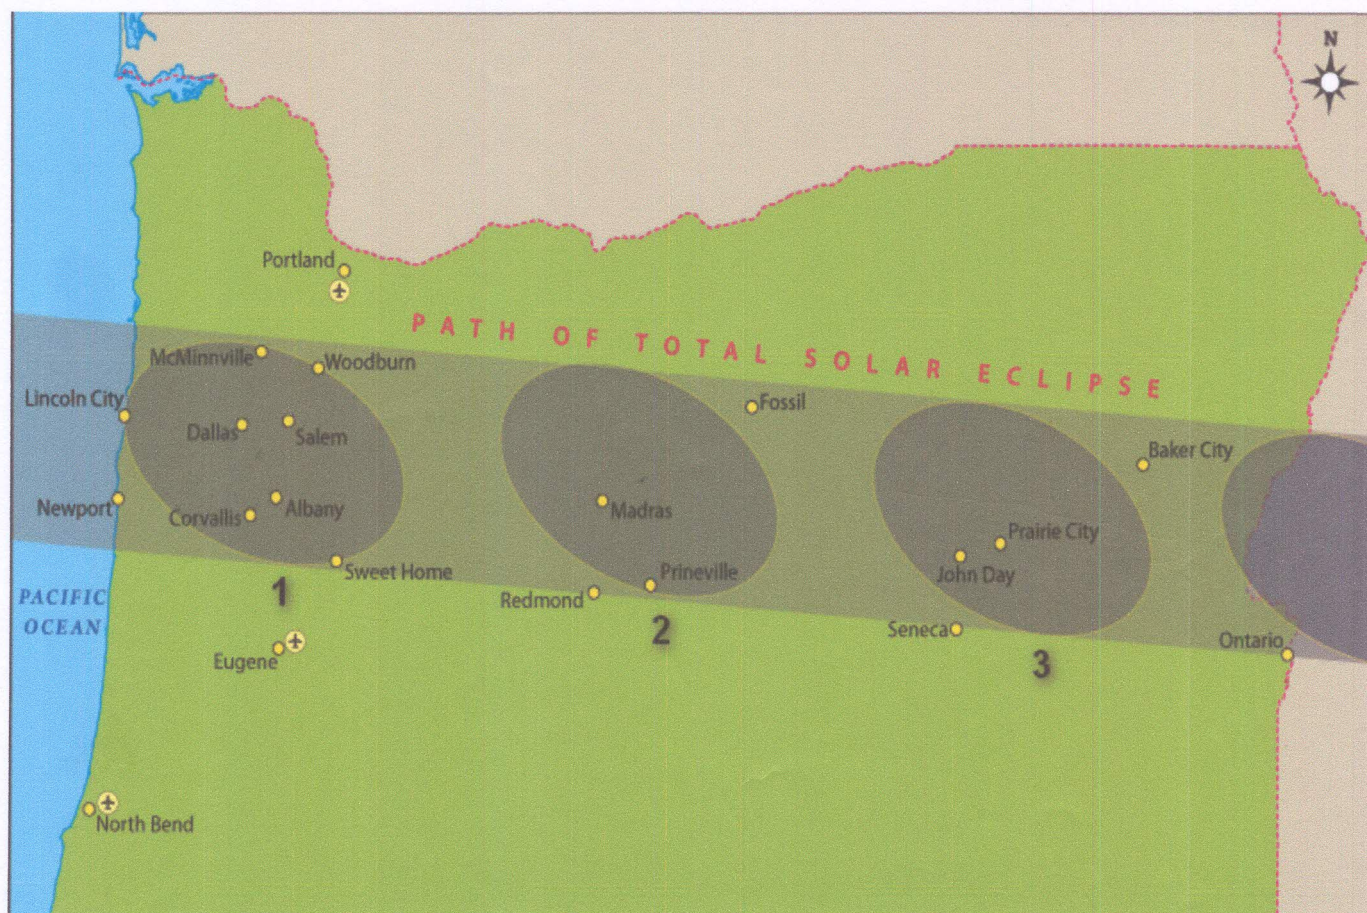 N
Portland
PATH OF TOTAL SOLAR ECLIPSE
McMinnville
Woodburn
Lincoln City
Fossil
Dallas
Salem
Baker City
Newport
Albany
Corvallis
Madras
Prairie City
Sweet Home
Prineville
John Day
1
Redmond
PACIFIC
OCEAN
2
Seneca
Ontario
3
Eugene
North Bend